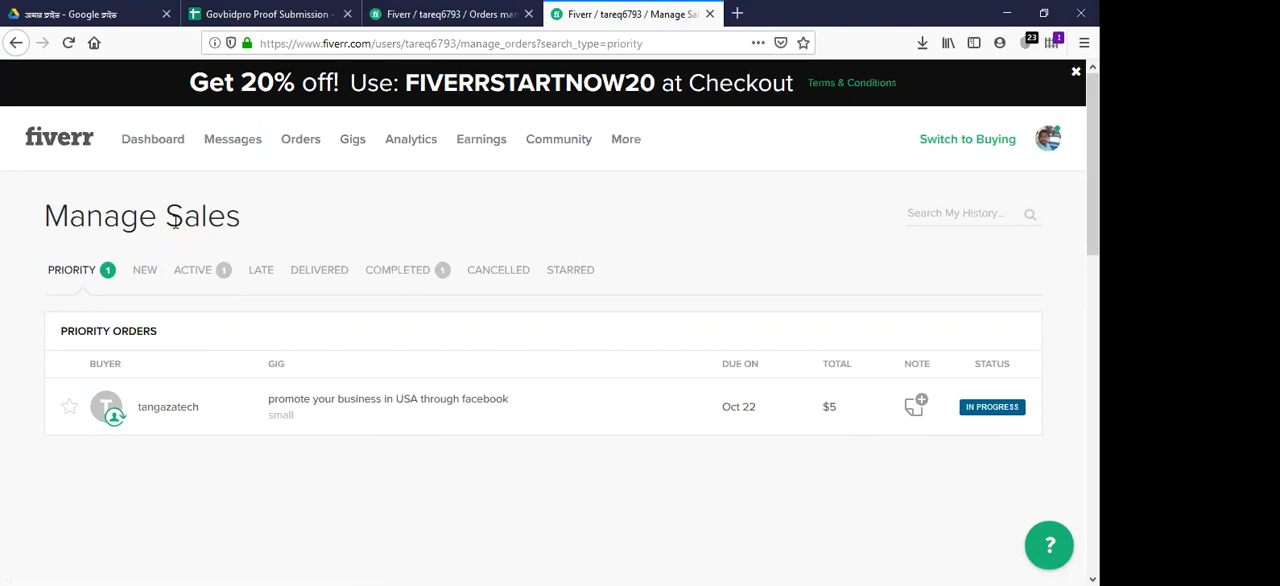 আমার ড্রাইভ - Google ড্রাইভ
Govbidpro Proof Submission -
Fiverr / tareq6793 / Orders man
Fiverr / tareq6793 / Manage Sal
https://www.fiverr.com/users/tareq6793/manage_orders?search_type=priority
23
!
Get 20% off! Use: FIVERRSTARTNOW20 at Checkout Terms & Conditions
fiverr Dashboard Messages Orders Gigs Analytics Earnings Community More Switch to Buying
Manage Sales
Search My History...
PRIORITY 1 NEW ACTIVE 1 LATE DELIVERED COMPLETED 1 CANCELLED STARRED
PRIORITY ORDERS
BUYER GIG DUE ON TOTAL NOTE STATUS
T tangazatech promote your business in USA through facebook Oct 22 $5 IN PROGRESS
small
?